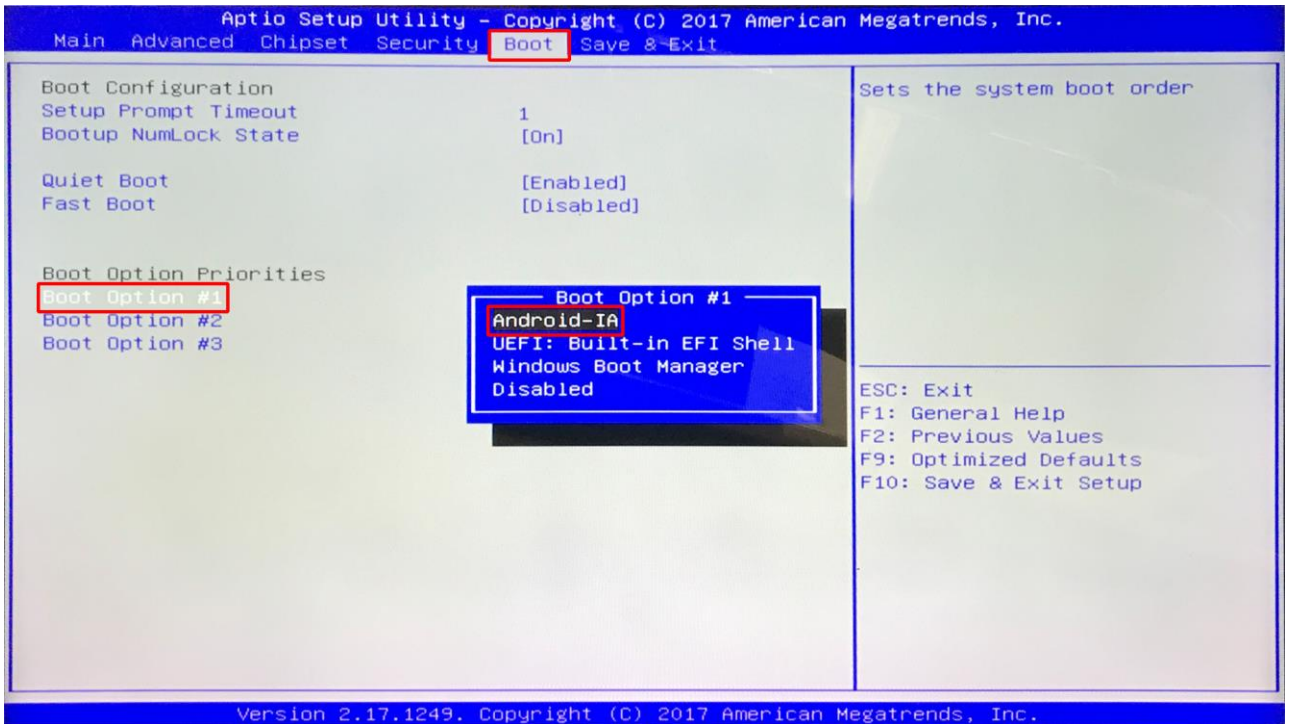 Aptio Setup Utility – Copyright (C) 2017 American Megatrends, Inc.
Main Advanced Chipset Security Boot Save & Exit
Boot Configuration
Setup Prompt Timeout 1
Bootup NumLock State [On]
Quiet Boot [Enabled]
Fast Boot [Disabled]
Boot Option Priorities
Boot Option #1
Boot Option #2
Boot Option #3
Boot Option #1
Android-IA
UEFI: Built-in EFI Shell
Windows Boot Manager
Disabled
Sets the system boot order
ESC: Exit
F1: General Help
F2: Previous Values
F9: Optimized Defaults
F10: Save & Exit Setup
Version 2.17.1249. Copyright (C) 2017 American Megatrends, Inc.